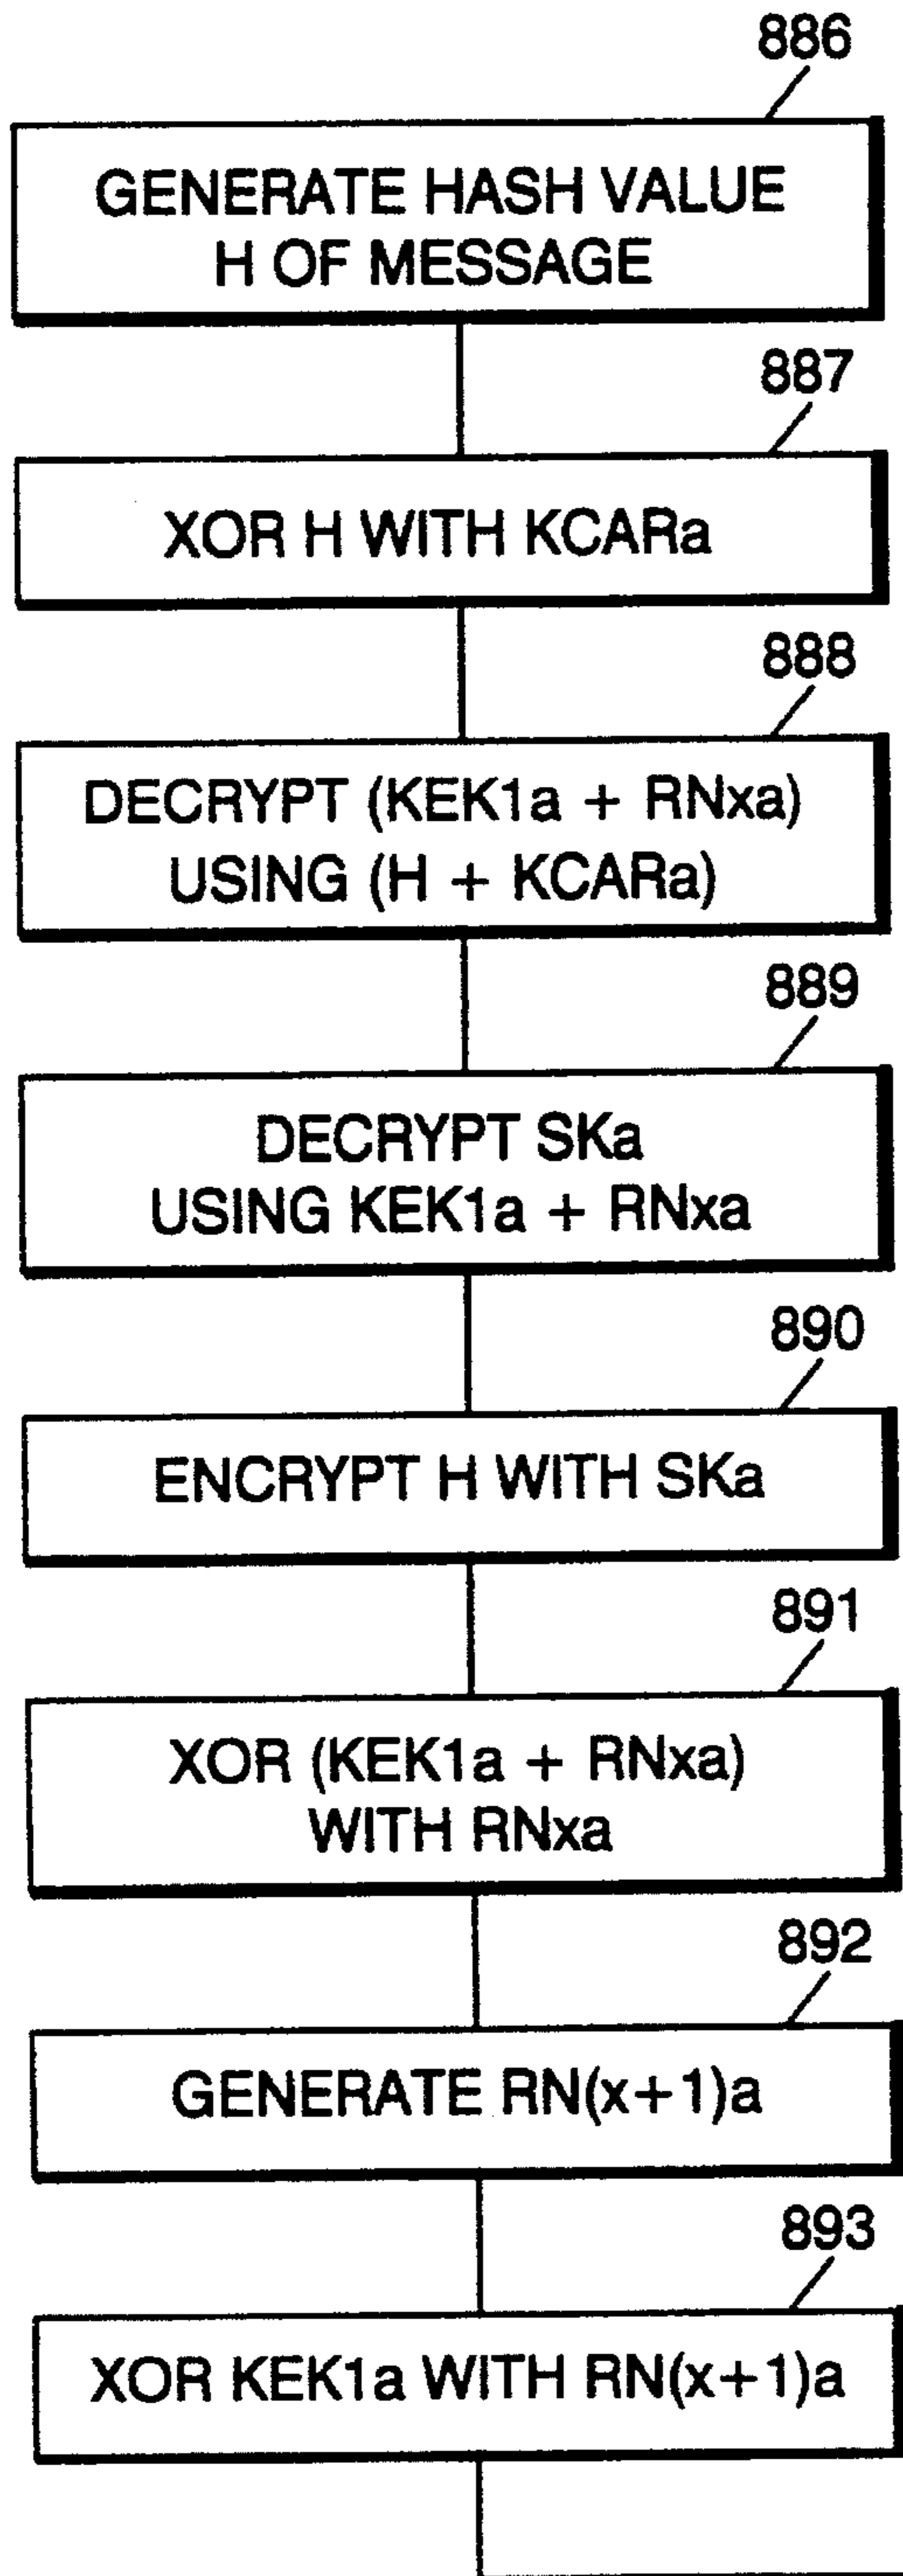 886
GENERATE HASH VALUE
H OF MESSAGE
887
XOR H WITH KCARa
888
DECRYPT (KEK1a + RNxa)
USING (H + KCARa)
889
DECRYPT SKa
USING KEK1a + RNxa
890
ENCRYPT H WITH SKa
891
XOR (KEK1a + RNxa)
WITH RNxa
892
GENERATE RN(x+1)a
893
XOR KEK1a WITH RN(x+1)a